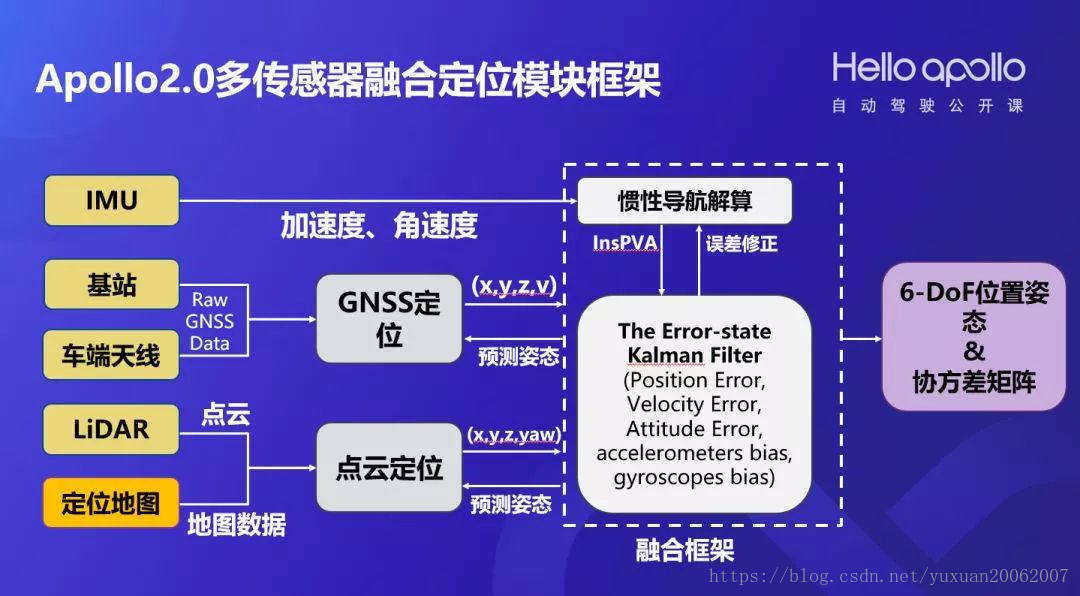 Apollo2.0多传感器融合定位模块框架
Hello apollo
自动驾驶公开课
IMU
加速度、角速度
惯性导航解算
InsPVA
误差修正
基站
车端天线
Raw
GNSS
Data
GNSS定
位
(x,y,z,v)
预测姿态
LiDAR
点云
定位地图
地图数据
点云定位
(x,y,z,yaw)
预测姿态
The Error-state
Kalman Filter
(Position Error,
Velocity Error,
Attitude Error,
accelerometers bias,
gyroscopes bias)
融合框架
6-DoF位置姿
态
&
协方差矩阵
https://blog.csdn.net/yuxuan20062007